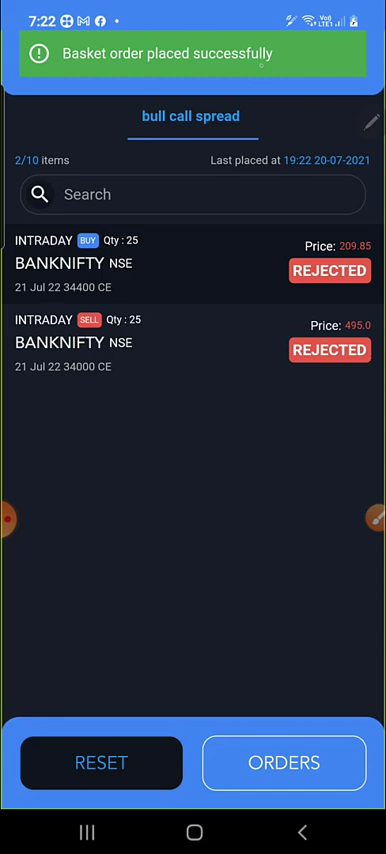 7:22
Vo) LTE1
Basket order placed successfully
bull call spread
2/10 items
Last placed at 19:22 20-07-2021
Search
INTRADAY BUY Qty : 25
Price: 209.85
BANKNIFTY NSE
REJECTED
21 Jul 22 34400 CE
INTRADAY SELL Qty : 25
Price: 495.0
BANKNIFTY NSE
REJECTED
21 Jul 22 34000 CE
RESET
ORDERS